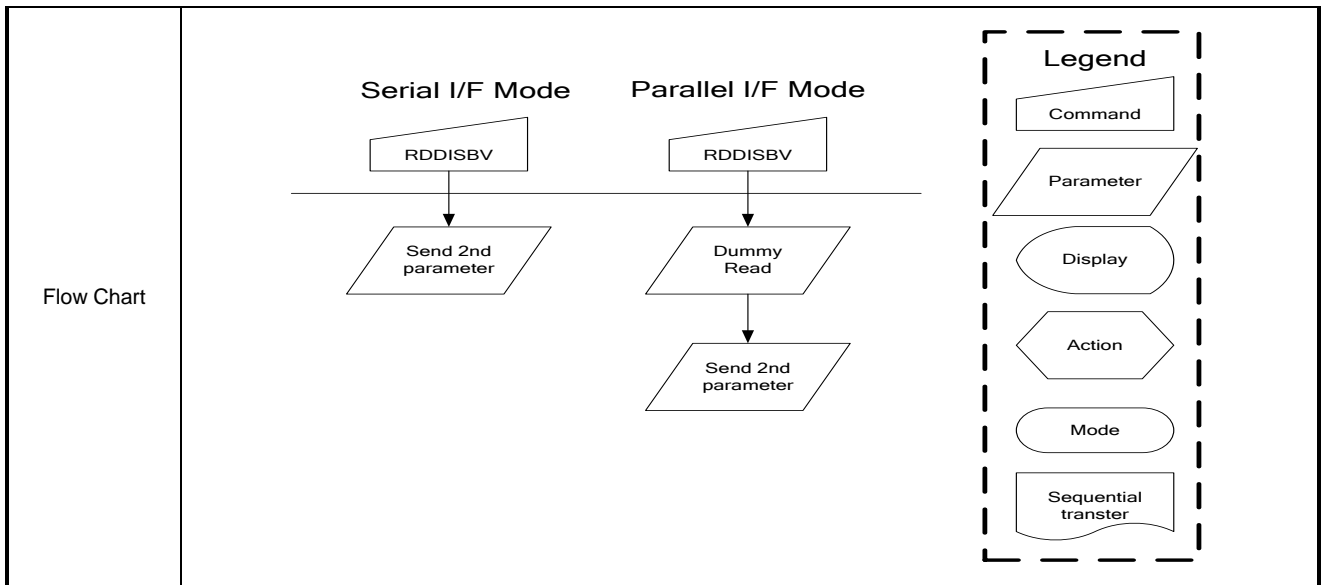 Flow Chart
Serial I/F Mode
RDDISBV
Send 2nd
parameter
Parallel I/F Mode
RDDISBV
Dummy
Read
Send 2nd
parameter
Legend
Command
Parameter
Display
Action
Mode
Sequential
transter